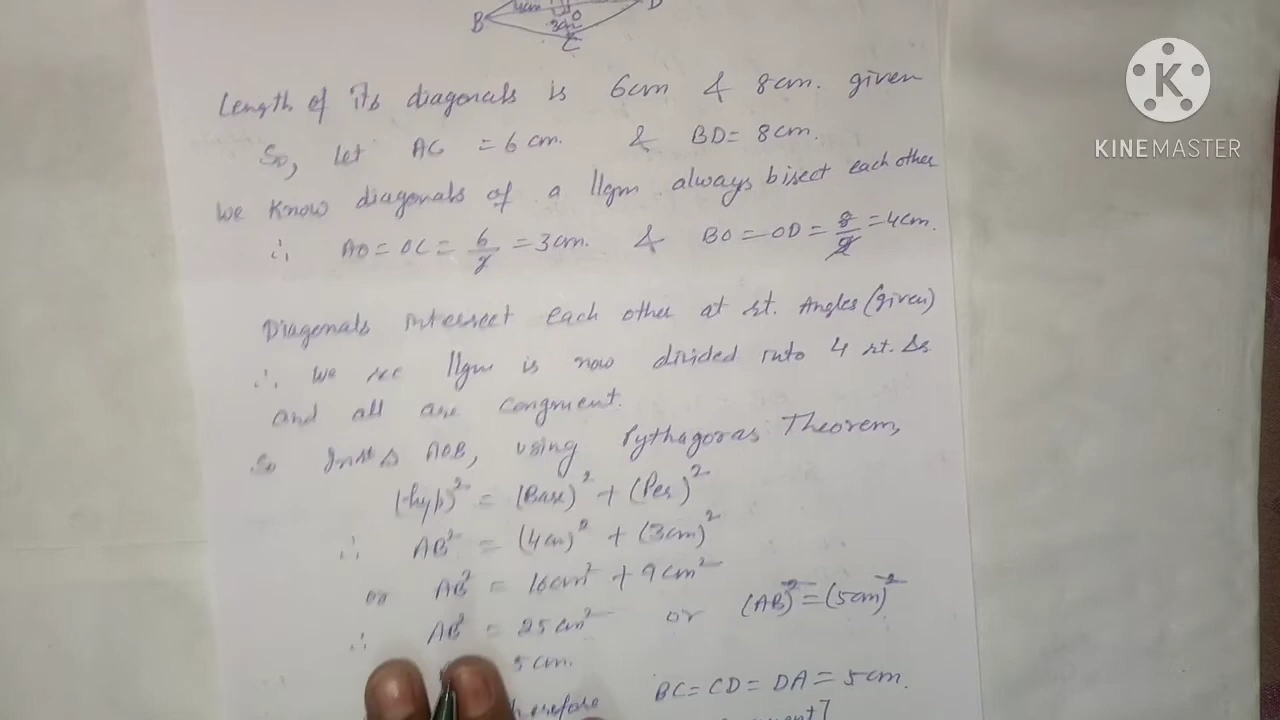 B 4cm O D
3cm
C
Length of its diagonals is 6cm & 8cm. given
So, let AC = 6 cm. & BD = 8cm.
We know diagonals of a llgm always bisect each other
∴ AO = OC = 6/2 = 3cm. & BO = OD = 8/2 = 4cm.
Diagonals intersect each other at rt. Angles (given)
∴ We see llgm is now divided into 4 rt. Δs
and all are congruent.
So In rt Δ AOB, using Pythagoras Theorem,
(hyp)² = (Base)² + (Per)²
∴ AB² = (4cm)² + (3cm)²
or AB² = 16cm² + 9cm²
∴ AB² = 25cm² or (AB)² = (5cm)²
5cm.
therefore BC = CD = DA = 5cm.
KINEMASTER